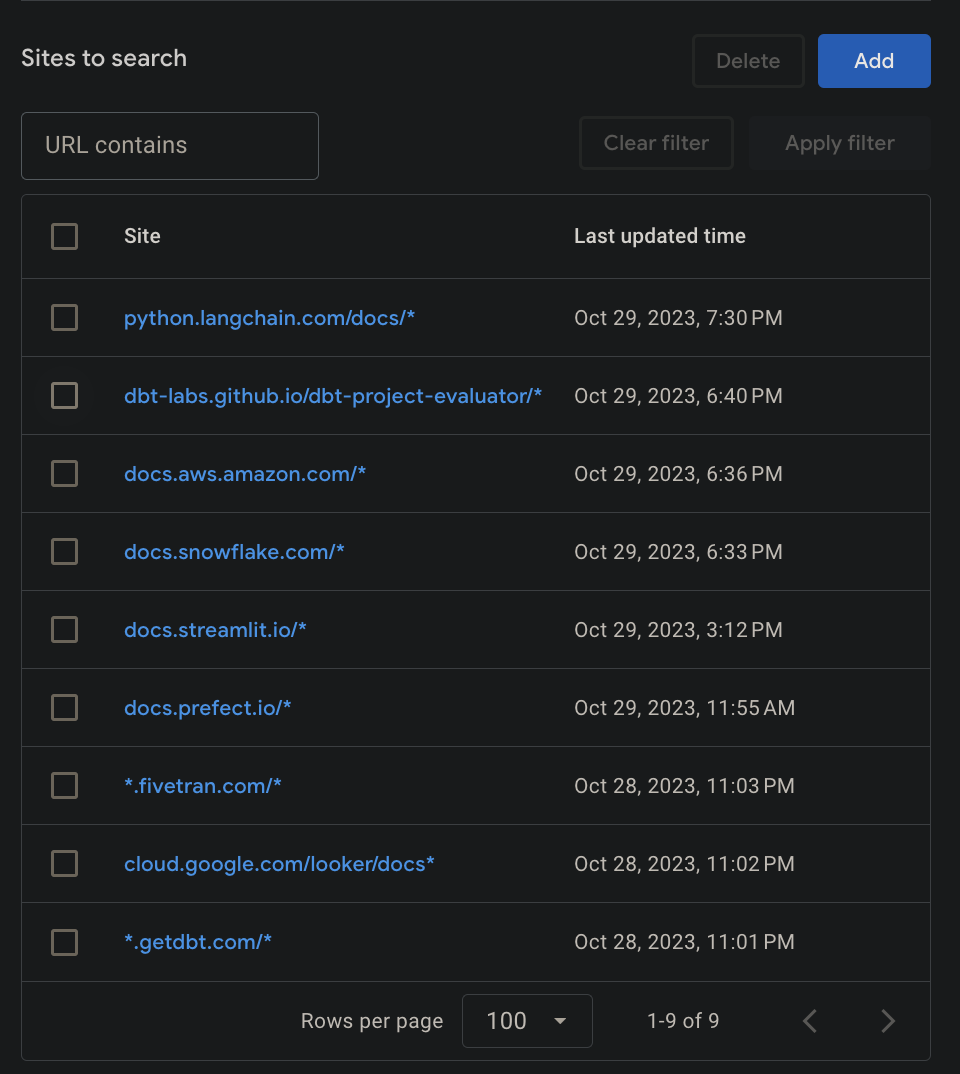 Sites to search
Delete
Add
URL contains
Clear filter
Apply filter
Site Last updated time
python.langchain.com/docs/* Oct 29, 2023, 7:30 PM
dbt-labs.github.io/dbt-project-evaluator/* Oct 29, 2023, 6:40 PM
docs.aws.amazon.com/* Oct 29, 2023, 6:36 PM
docs.snowflake.com/* Oct 29, 2023, 6:33 PM
docs.streamlit.io/* Oct 29, 2023, 3:12 PM
docs.prefect.io/* Oct 29, 2023, 11:55 AM
*.fivetran.com/* Oct 28, 2023, 11:03 PM
cloud.google.com/looker/docs* Oct 28, 2023, 11:02 PM
*.getdbt.com/* Oct 28, 2023, 11:01 PM
Rows per page 100 1-9 of 9